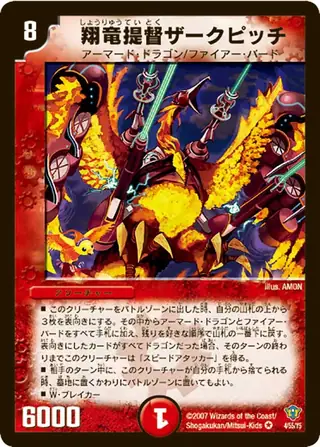 8
しょうりゅうていとく
翔竜提督ザークピッチ
アーマード・ドラゴン/ファイアー・バード
illus. AMON
クリーチャー
■ このクリーチャーをバトルゾーンに出した時、自分の山札の上から
3枚を表向きにする。その中からアーマード・ドラゴンとファイアー・
バードをすべて手札に加え、残りを好きな順序で山札の一番下に戻す。
表向きにしたカードがすべてドラゴンだった場合、そのターンの間
このクリーチャーは「スピードアタッカー」を得る。
■ 相手のターン中に、このクリーチャーが手札から捨てられる
時、墓地に置くかわりにバトルゾーンに出してもよい。
■ W・ブレイカー
6000
1
©2007 Wizards of the Coast/
Shogakukan/Mitsui-Kids